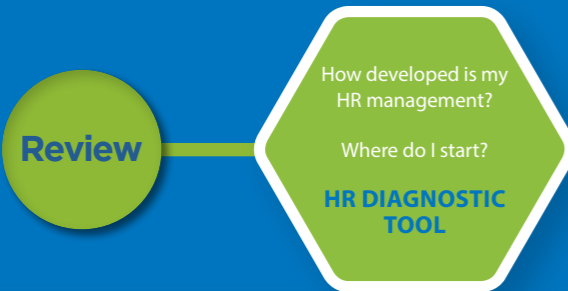 Review
How developed is my
HR management?
Where do I start?
HR DIAGNOSTIC
TOOL